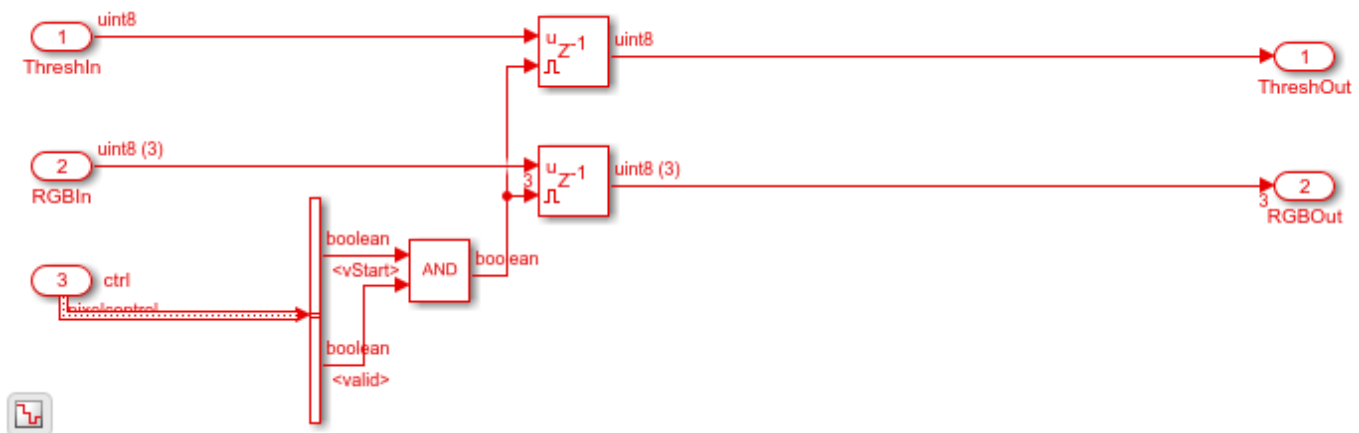 uint8
1
ThreshIn
u
Z-1
uint8
1
ThreshOut
uint8 (3)
2
RGBIn
u
Z-1
3
uint8 (3)
2
3
RGBOut
boolean
<vStart>
AND
boolean
3
ctrl
pixelcontrol
boolean
<valid>